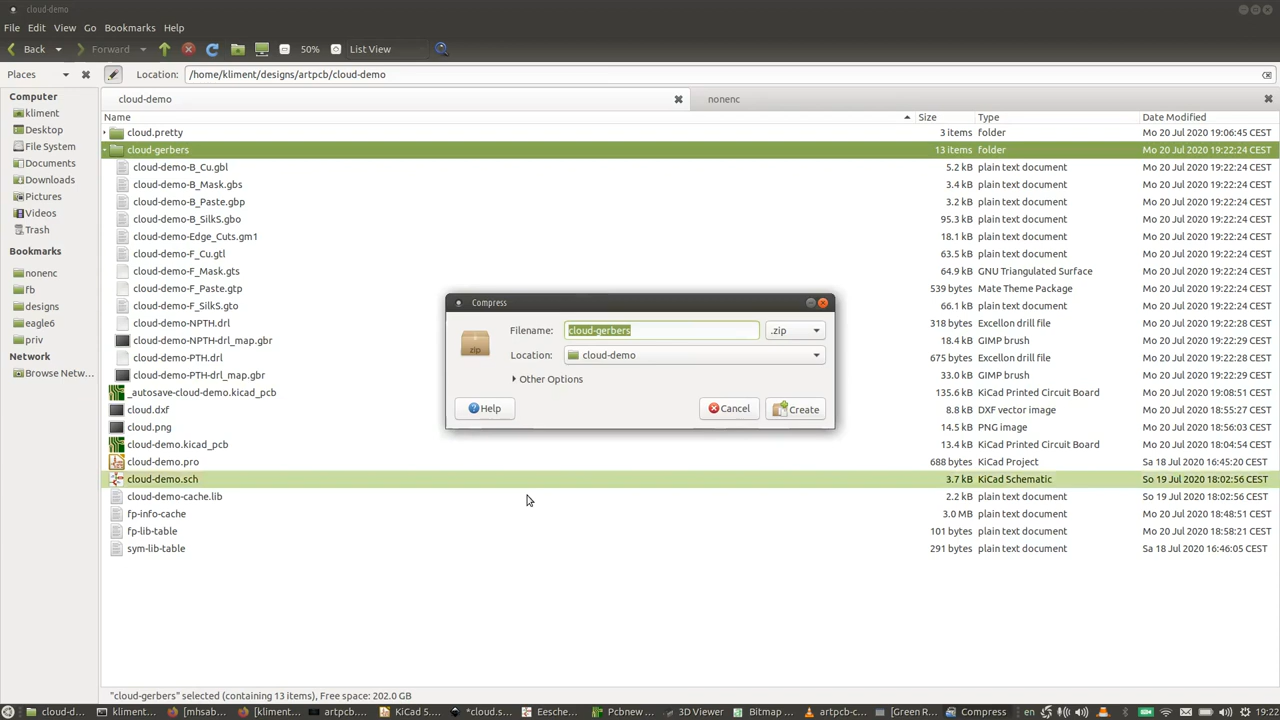 cloud-demo
File Edit View Go Bookmarks Help
Back Forward 50% List View
Places Location: /home/kliment/designs/artpcb/cloud-demo
Computer cloud-demo nonenc
kliment Name Size Type Date Modified
Desktop cloud.pretty 3 items folder Mo 20 Jul 2020 19:06:45 CEST
File System cloud-gerbers 13 items folder Mo 20 Jul 2020 19:22:24 CEST
Documents cloud-demo-B_Cu.gbl 5.2 kB plain text document Mo 20 Jul 2020 19:22:24 CEST
Downloads cloud-demo-B_Mask.gbs 3.4 kB plain text document Mo 20 Jul 2020 19:22:24 CEST
Pictures cloud-demo-B_Paste.gbp 3.2 kB plain text document Mo 20 Jul 2020 19:22:24 CEST
Videos cloud-demo-B_SilkS.gbo 95.3 kB plain text document Mo 20 Jul 2020 19:22:24 CEST
Trash cloud-demo-Edge_Cuts.gm1 18.1 kB plain text document Mo 20 Jul 2020 19:22:24 CEST
Bookmarks cloud-demo-F_Cu.gtl 63.5 kB plain text document Mo 20 Jul 2020 19:22:24 CEST
nonenc cloud-demo-F_Mask.gts 64.9 kB GNU Triangulated Surface Mo 20 Jul 2020 19:22:24 CEST
fb cloud-demo-F_Paste.gtp 539 bytes Mate Theme Package Mo 20 Jul 2020 19:22:24 CEST
designs cloud-demo-F_SilkS.gto 66.1 kB plain text document Mo 20 Jul 2020 19:22:24 CEST
eagle6 cloud-demo-NPTH.drl 318 bytes Excellon drill file Mo 20 Jul 2020 19:22:24 CEST
priv cloud-demo-NPTH-drl_map.gbr 18.4 kB GIMP brush Mo 20 Jul 2020 19:22:24 CEST
Network cloud-demo-PTH.drl 675 bytes Excellon drill file Mo 20 Jul 2020 19:22:24 CEST
Browse Netw... cloud-demo-PTH-drl_map.gbr 33.0 kB GIMP brush Mo 20 Jul 2020 19:22:24 CEST
_autosave-cloud-demo.kicad_pcb 135.6 kB KiCad Printed Circuit Board Mo 20 Jul 2020 19:08:51 CEST
cloud.dxf 8.8 kB DXF vector image Mo 20 Jul 2020 18:55:27 CEST
cloud.png 14.5 kB PNG image Mo 20 Jul 2020 18:56:03 CEST
cloud-demo.kicad_pcb 13.4 kB KiCad Printed Circuit Board Mo 20 Jul 2020 18:04:54 CEST
cloud-demo.pro 688 bytes KiCad Project Sa 18 Jul 2020 16:45:20 CEST
cloud-demo.sch 3.7 kB KiCad Schematic So 19 Jul 2020 18:02:56 CEST
cloud-demo-cache.lib 2.2 kB plain text document So 19 Jul 2020 18:02:56 CEST
fp-info-cache 3.0 MB plain text document Mo 20 Jul 2020 18:48:51 CEST
fp-lib-table 101 bytes plain text document Mo 20 Jul 2020 18:58:21 CEST
sym-lib-table 291 bytes plain text document Sa 18 Jul 2020 16:46:05 CEST
Compress
Filename: cloud-gerbers .zip
zip
Location: cloud-demo
Other Options
Help Cancel Create
"cloud-gerbers" selected (containing 13 items), Free space: 202.0 GB
cloud-d... kliment... [mhsab... [kliment... artpcb.... KiCad 5.... *cloud.s... Eesche... Pcbnew... 3D Viewer Bitmap ... artpcb-c... [Green R... Compress en 19:22